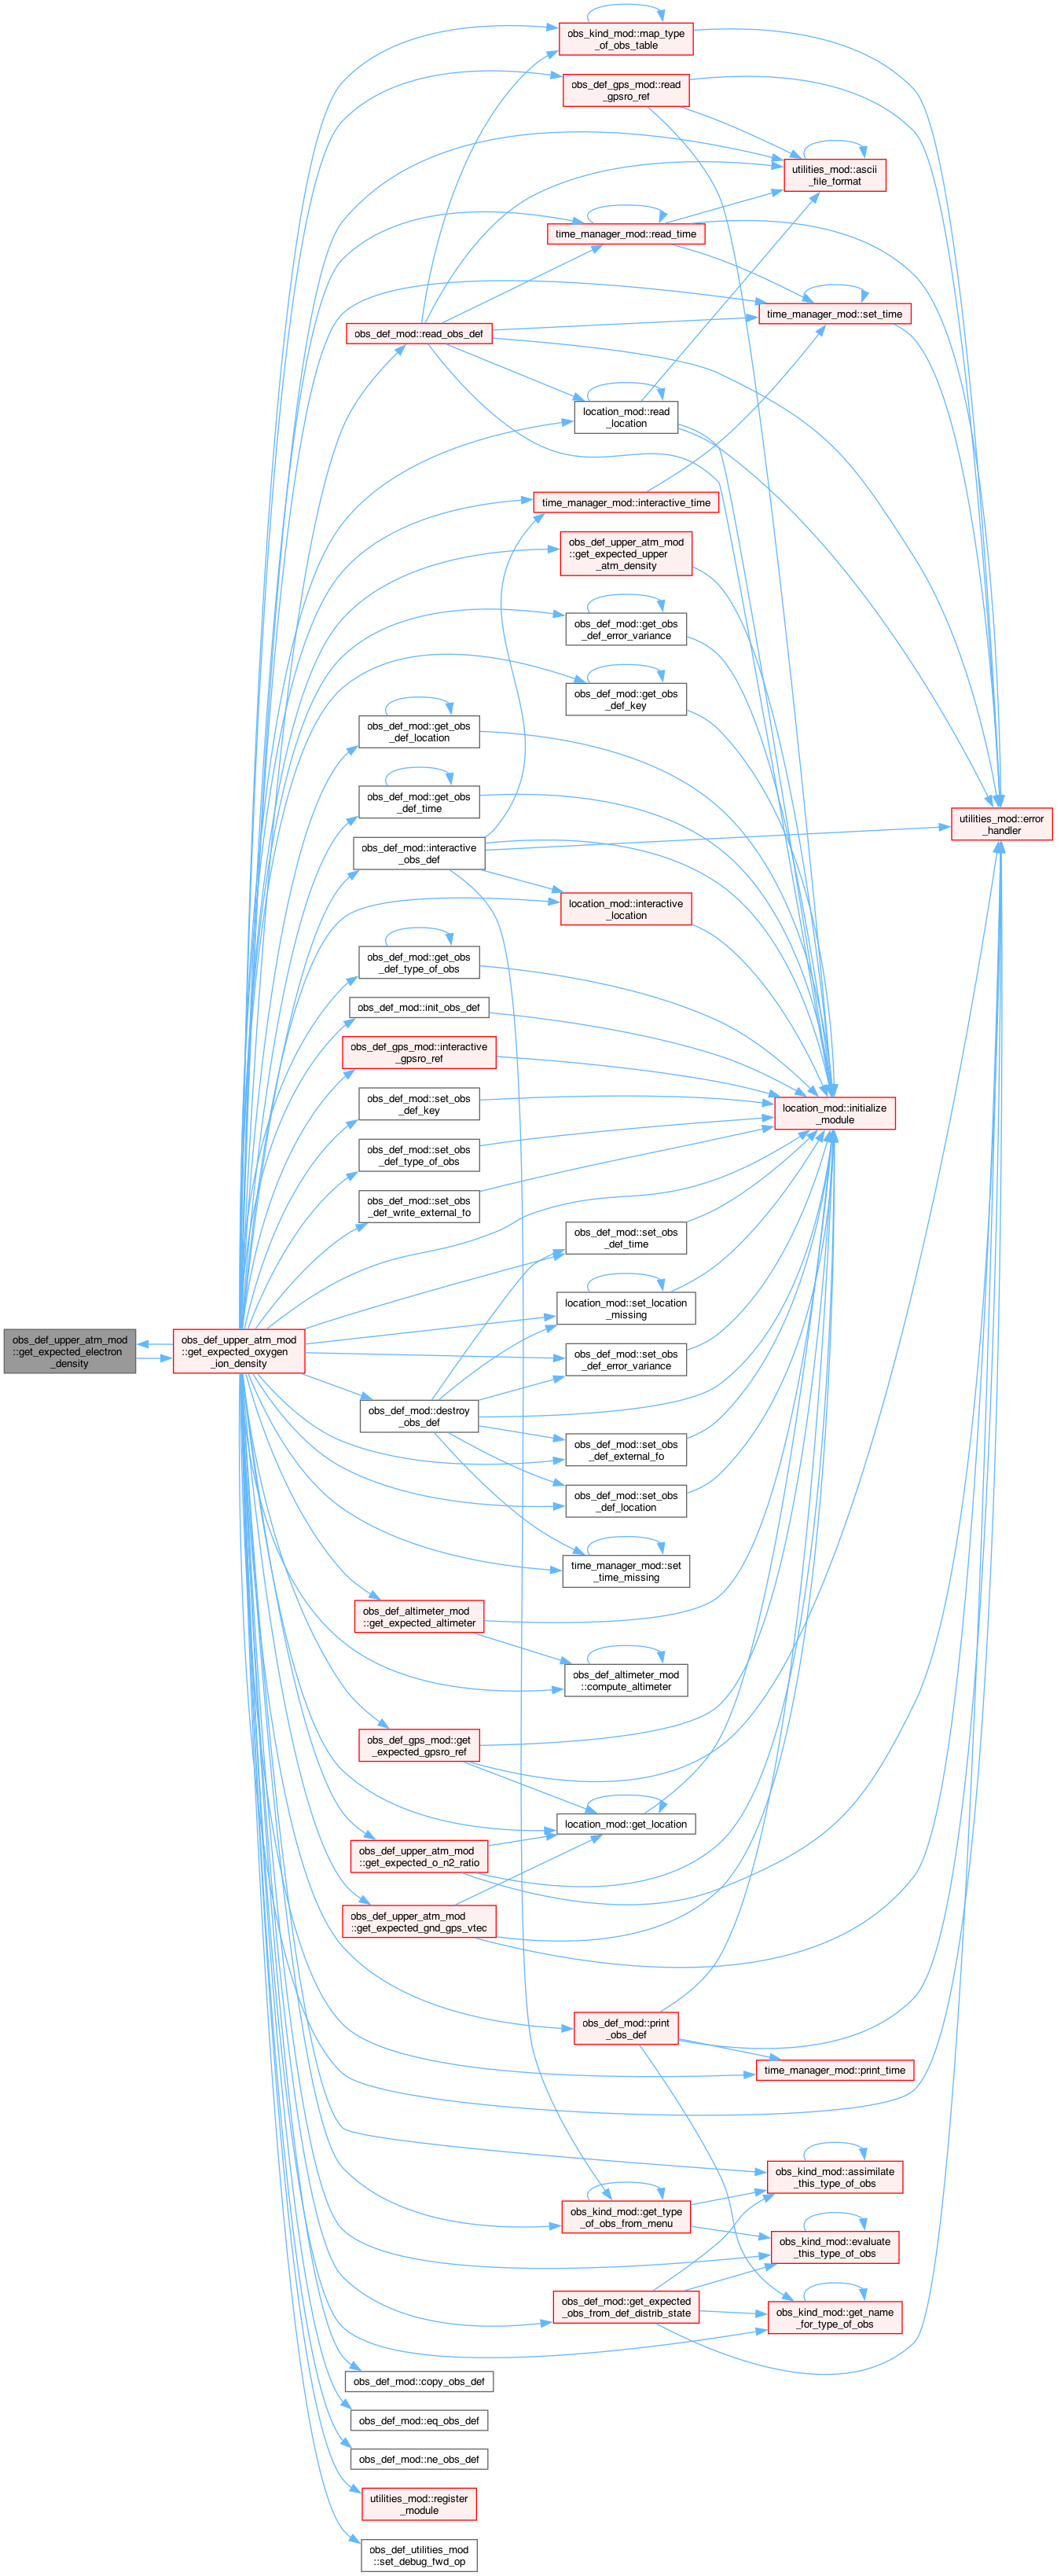 obs_kind_mod::map_type
_of_obs_table
obs_def_gps_mod::read
_gpsro_ref
utilities_mod::ascii
_file_format
time_manager_mod::read_time
time_manager_mod::set_time
obs_def_mod::read_obs_def
location_mod::read
_location
time_manager_mod::interactive_time
obs_def_upper_atm_mod
::get_expected_upper
_atm_density
obs_def_mod::get_obs
_def_error_variance
obs_def_mod::get_obs
_def_key
obs_def_mod::get_obs
_def_location
obs_def_mod::get_obs
_def_time
utilities_mod::error
_handler
obs_def_mod::interactive
_obs_def
location_mod::interactive
_location
obs_def_mod::get_obs
_def_type_of_obs
obs_def_mod::init_obs_def
obs_def_gps_mod::interactive
_gpsro_ref
obs_def_mod::set_obs
_def_key
location_mod::initialize
_module
obs_def_mod::set_obs
_def_type_of_obs
obs_def_mod::set_obs
_def_write_external_fo
obs_def_mod::set_obs
_def_time
location_mod::set_location
_missing
obs_def_upper_atm_mod
::get_expected_electron
_density
obs_def_upper_atm_mod
::get_expected_oxygen
_ion_density
obs_def_mod::set_obs
_def_error_variance
obs_def_mod::destroy
_obs_def
obs_def_mod::set_obs
_def_external_fo
obs_def_mod::set_obs
_def_location
time_manager_mod::set
_time_missing
obs_def_altimeter_mod
::get_expected_altimeter
obs_def_altimeter_mod
::compute_altimeter
obs_def_gps_mod::get
_expected_gpsro_ref
location_mod::get_location
obs_def_upper_atm_mod
::get_expected_o_n2_ratio
obs_def_upper_atm_mod
::get_expected_gnd_gps_vtec
obs_def_mod::print
_obs_def
time_manager_mod::print_time
obs_kind_mod::assimilate
_this_type_of_obs
obs_kind_mod::get_type
_of_obs_from_menu
obs_kind_mod::evaluate
_this_type_of_obs
obs_def_mod::get_expected
_obs_from_def_distrib_state
obs_kind_mod::get_name
_for_type_of_obs
obs_def_mod::copy_obs_def
obs_def_mod::eq_obs_def
obs_def_mod::ne_obs_def
utilities_mod::register
_module
obs_def_utilities_mod
::set_debug_fwd_op